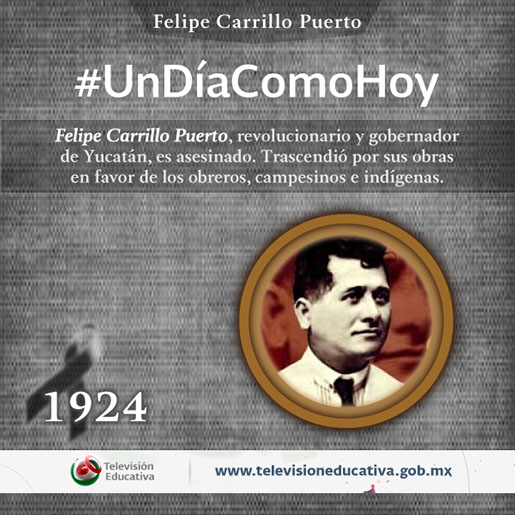 Felipe Carrillo Puerto
#UnDíaComoHoy
Felipe Carrillo Puerto, revolucionario y gobernador
de Yucatán, es asesinado. Trascendió por sus obras
en favor de los obreros, campesinos e indígenas.
1924
Televisión
Educativa
www.televisioneducativa.gob.mx